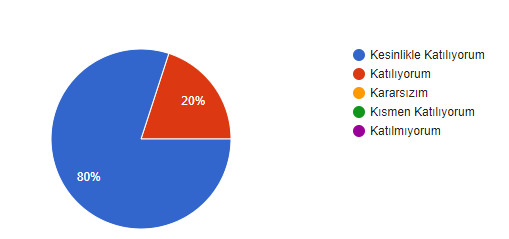 20%
80%
Kesinlikle Katılıyorum
Katılıyorum
Kararsızım
Kısmen Katılıyorum
Katılmıyorum